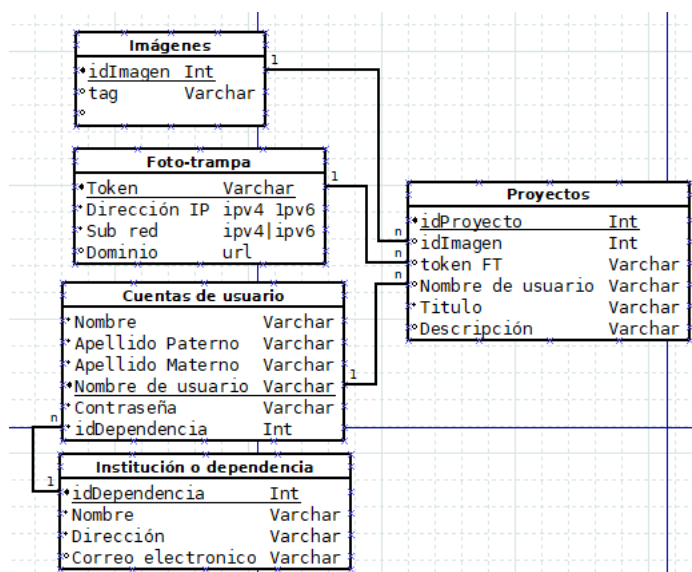 Imágenes
idImagen Int
tag Varchar
1
Foto-trampa
Token Varchar
Dirección IP ipv4 1pv6
Sub red ipv4|ipv6
Dominio url
1
Proyectos
idProyecto Int
n idImagen Int
n token FT Varchar
n Nombre de usuario Varchar
Titulo Varchar
Descripción Varchar
Cuentas de usuario
Nombre Varchar
Apellido Paterno Varchar
Apellido Materno Varchar
Nombre de usuario Varchar 1
Contraseña Varchar
n idDependencia Int
Institución o dependencia
1 idDependencia Int
Nombre Varchar
Dirección Varchar
Correo electronico Varchar